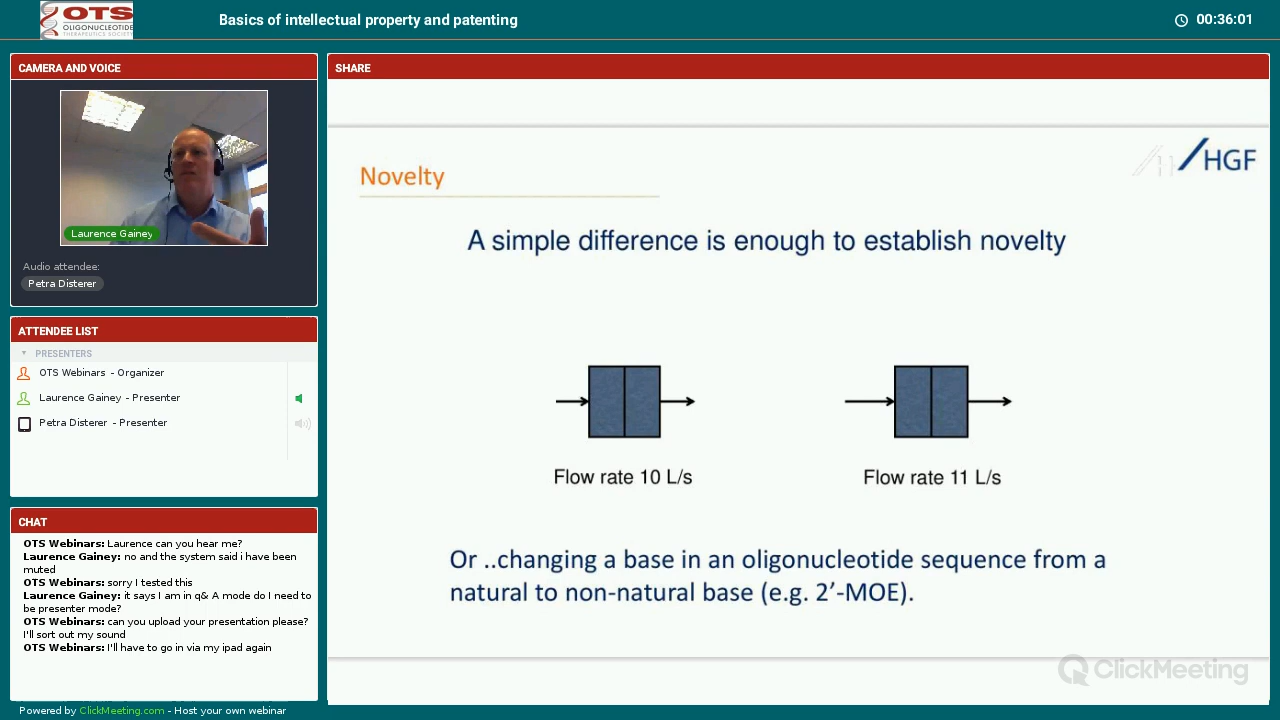 OTS
OLIGONUCLEOTIDE
THERAPEUTICS SOCIETY
Basics of intellectual property and patenting
00:36:01
CAMERA AND VOICE
Laurence Gainey
Audio attendee:
Petra Disterer
ATTENDEE LIST
PRESENTERS
OTS Webinars - Organizer
Laurence Gainey - Presenter
Petra Disterer - Presenter
CHAT
OTS Webinars: Laurence can you hear me?
Laurence Gainey: no and the system said i have been
muted
OTS Webinars: sorry I tested this
Laurence Gainey: it says I am in q& A mode do I need to
be presenter mode?
OTS Webinars: can you upload your presentation please?
I'll sort out my sound
OTS Webinars: I'll have to go in via my ipad again
Powered by ClickMeeting.com - Host your own webinar
SHARE
HGF
Novelty
A simple difference is enough to establish novelty
Flow rate 10 L/s
Flow rate 11 L/s
Or ..changing a base in an oligonucleotide sequence from a
natural to non-natural base (e.g. 2’-MOE).
ClickMeeting